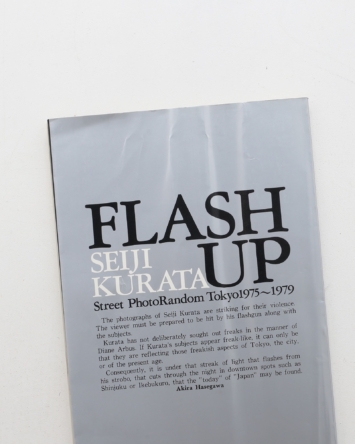 FLASH
SEIJI
KURATA UP
Street PhotoRandom Tokyo1975~1979
The photographs of Seiji Kurata are striking for their violence.
The viewer must be prepared to be hit by his flashgun along with
the subjects.
Kurata has not deliberately sought out freaks in the manner of
Diane Arbus. If Kurata's subjects appear freak-like, it can only be
that they are reflecting those freakish aspects of Tokyo, the city,
or of the present age.
Consequently, it is under that streak of light that flashes from
his strobo, that cuts through the night in downtown spots such as
Shinjuku or Ikebukuro, that the "today" of "Japan" may be found.
Akira Hasegawa